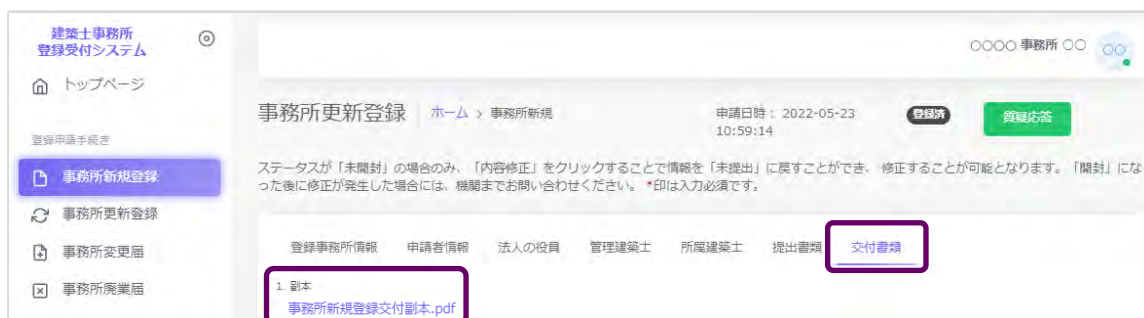 建築士事務所
登録受付システム
トップページ
登録申請手続き
事務所新規登録
事務所更新登録
事務所変更届
事務所廃業届
〇〇〇〇 事務所 〇〇
〇〇
事務所更新登録 ホーム > 事務所新規
申請日時: 2022-05-23
10:59:14
登録済
質疑応答
ステータスが「未開封」の場合のみ、「内容修正」をクリックすることで情報を「未提出」に戻すことができ、 修正することが可能となります。「開封」にな
った後に修正が発生した場合には、機関までお問い合わせください。 *印は入力必須です。
登録事務所情報 申請者情報 法人の役員 管理建築士 所属建築士 提出書類 交付書類
1. 副本
事務所新規登録交付副本.pdf